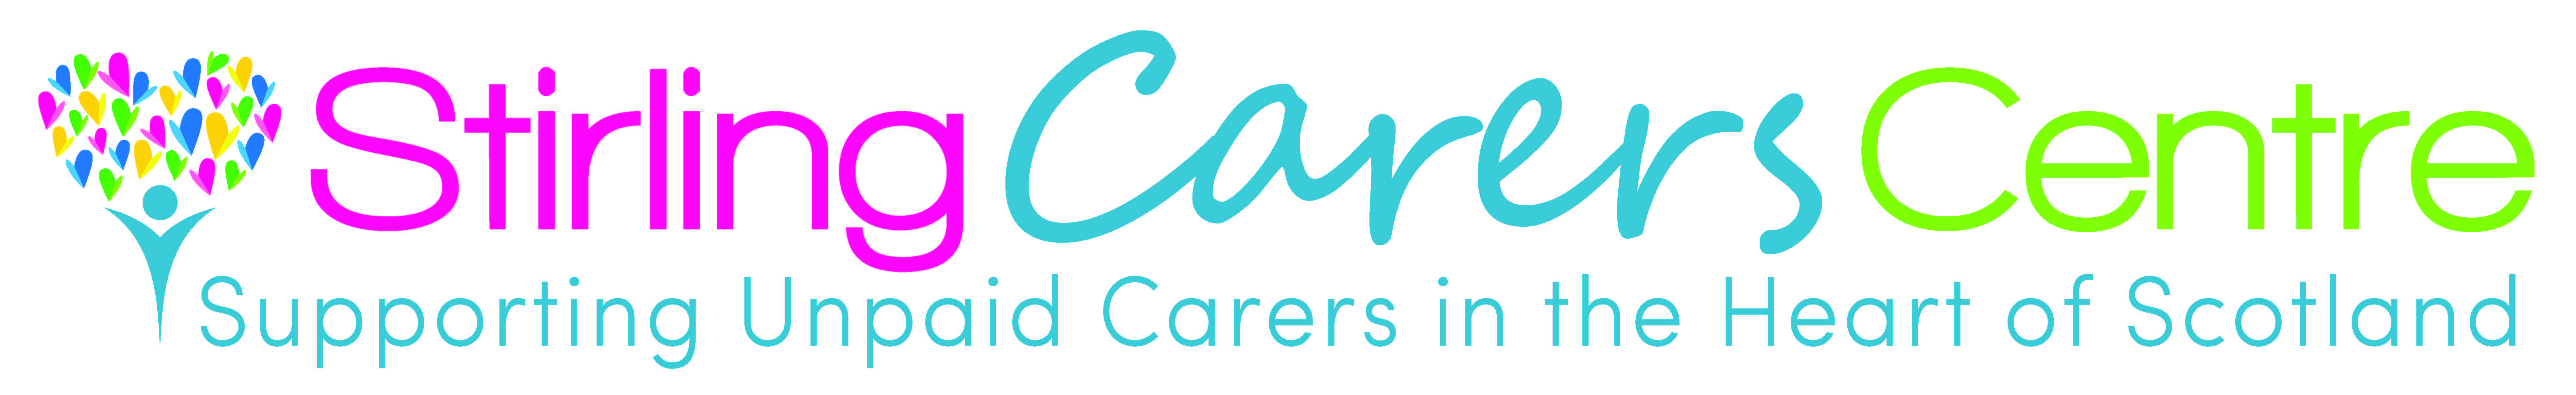 Stirling Carers Centre
Supporting Unpaid Carers in the Heart of Scotland